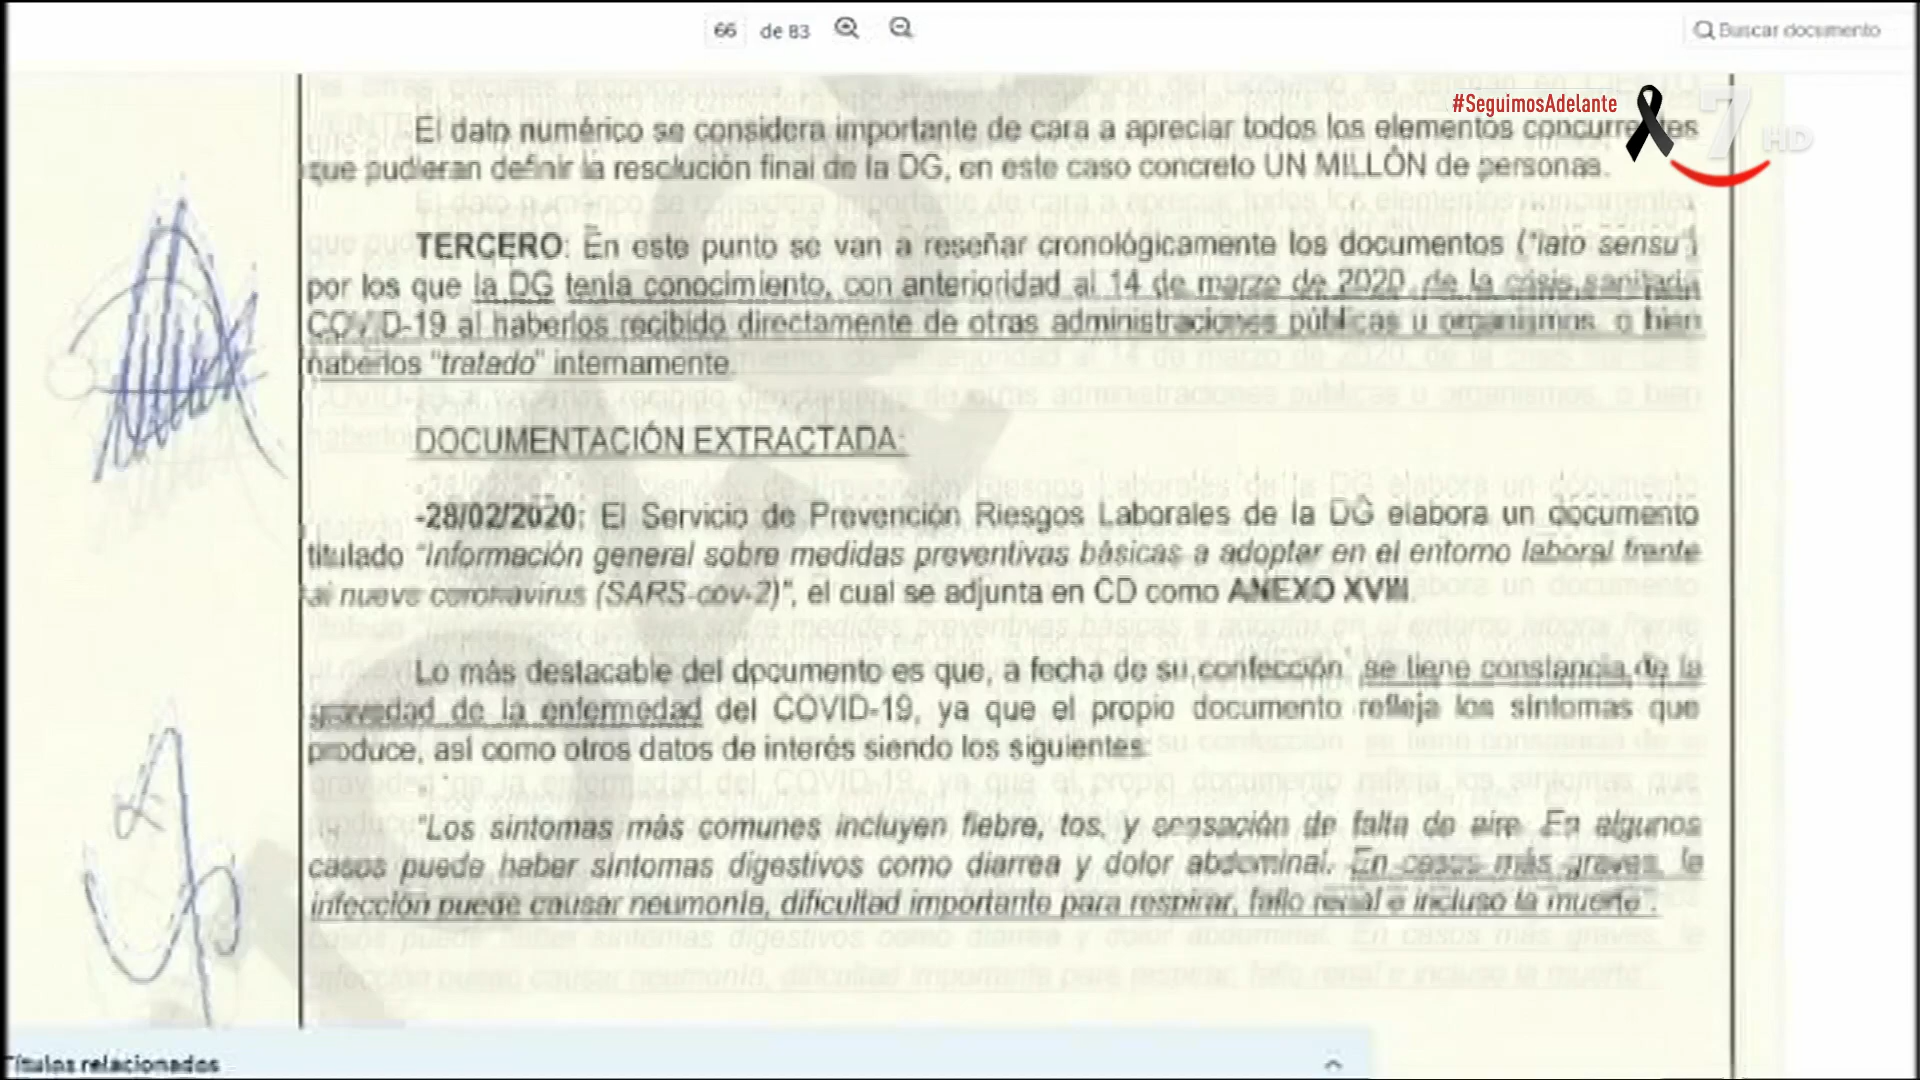 66 de 83
Buscar documento
#SeguimosAdelante
7 HD
El dato numérico se considera importante de cara a apreciar todos los elementos concurrentes
que pudieran definir la resolución final de la DG, en este caso concreto UN MILLÓN de personas.
TERCERO: En este punto se van a reseñar cronológicamente los documentos ("lato sensu")
por los que la DG tenía conocimiento, con anterioridad al 14 de marzo de 2020, de la crisis sanitaria
COVID-19 al haberlos recibido directamente de otras administraciones públicas u organismos, o bien
haberlos "tratado" internamente.
DOCUMENTACIÓN EXTRACTADA:
-28/02/2020: El Servicio de Prevención Riesgos Laborales de la DG elabora un documento
titulado "Información general sobre medidas preventivas básicas a adoptar en el entorno laboral frente
al nuevo coronavirus (SARS-cov-2)", el cual se adjunta en CD como ANEXO XVIII.
Lo más destacable del documento es que, a fecha de su confección, se tiene constancia de la
gravedad de la enfermedad del COVID-19, ya que el propio documento refleja los síntomas que
produce, así como otros datos de interés siendo los siguientes:
"Los síntomas más comunes incluyen fiebre, tos, y sensación de falta de aire. En algunos
casos puede haber síntomas digestivos como diarrea y dolor abdominal. En casos más graves, la
infección puede causar neumonía, dificultad importante para respirar, fallo renal e incluso la muerte".
Títulos relacionados